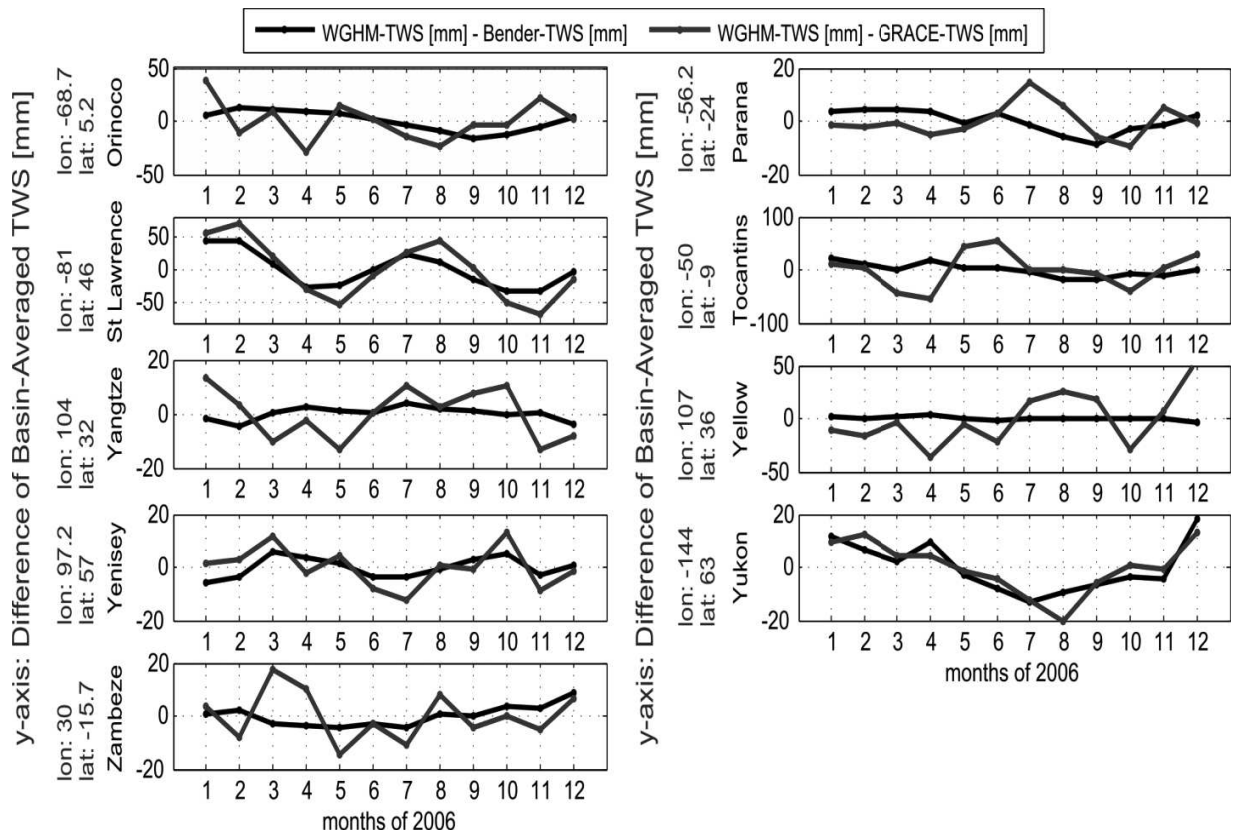 WGHM-TWS [mm] - Bender-TWS [mm] WGHM-TWS [mm] - GRACE-TWS [mm]
y-axis: Difference of Basin-Averaged TWS [mm]
lon: -68.7
lat: 5.2
Orinoco
50
0
-50
1 2 3 4 5 6 7 8 9 10 11 12
lon: -81
lat: 46
St Lawrence
50
0
-50
1 2 3 4 5 6 7 8 9 10 11 12
lon: 104
lat: 32
Yangtze
20
0
-20
1 2 3 4 5 6 7 8 9 10 11 12
lon: 97.2
lat: 57
Yenisey
20
0
-20
1 2 3 4 5 6 7 8 9 10 11 12
lon: 30
lat: -15.7
Zambeze
20
0
-20
1 2 3 4 5 6 7 8 9 10 11 12
months of 2006
y-axis: Difference of Basin-Averaged TWS [mm]
lon: -56.2
lat: -24
Parana
20
0
-20
1 2 3 4 5 6 7 8 9 10 11 12
lon: -50
lat: -9
Tocantins
100
0
-100
1 2 3 4 5 6 7 8 9 10 11 12
lon: 107
lat: 36
Yellow
50
0
-50
1 2 3 4 5 6 7 8 9 10 11 12
lon: -144
lat: 63
Yukon
20
0
-20
1 2 3 4 5 6 7 8 9 10 11 12
months of 2006